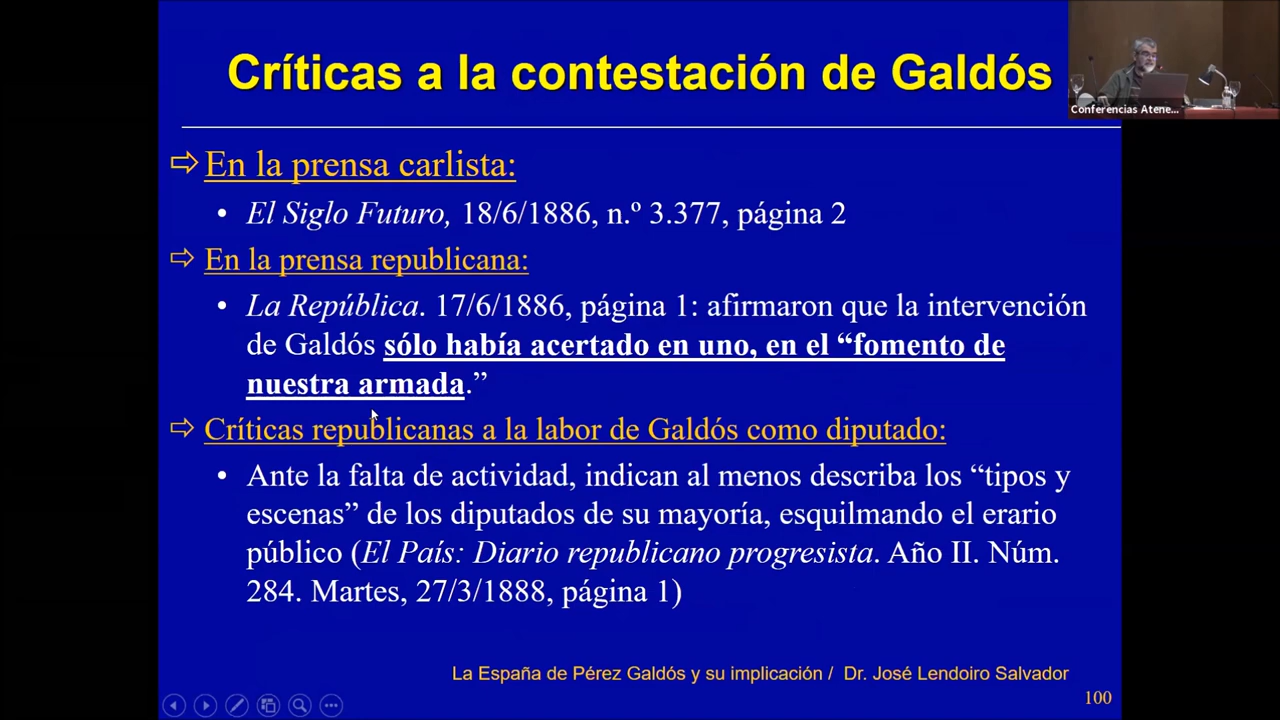 Críticas a la contestación de Galdós
Conferencias Atene...
⇨ En la prensa carlista:
• El Siglo Futuro, 18/6/1886, n.º 3.377, página 2
⇨ En la prensa republicana:
• La República. 17/6/1886, página 1: afirmaron que la intervención
de Galdós sólo había acertado en uno, en el “fomento de
nuestra armada.”
⇨ Críticas republicanas a la labor de Galdós como diputado:
• Ante la falta de actividad, indican al menos describa los “tipos y
escenas” de los diputados de su mayoría, esquilmando el erario
público (El País: Diario republicano progresista. Año II. Núm.
284. Martes, 27/3/1888, página 1)
La España de Pérez Galdós y su implicación / Dr. José Lendoiro Salvador
100